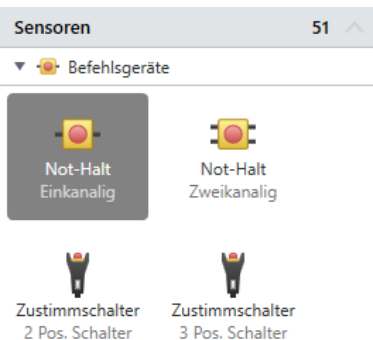 Sensoren 51
Befehlsgeräte
Not-Halt Not-Halt
Einkanalig Zweikanalig
Zustimmschalter Zustimmschalter
2 Pos. Schalter 3 Pos. Schalter